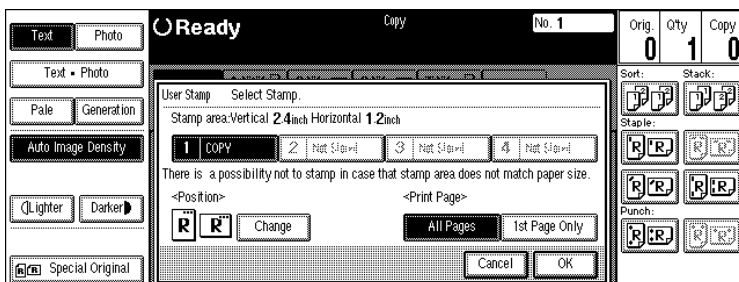 Text Photo
Text • Photo
Pale Generation
Auto Image Density
Lighter Darker
Special Original
Ready
Copy
No. 1
Orig. Q'ty Copy
0 1 0
User Stamp Select Stamp.
Stamp area:Vertical 2.4inch Horizontal 1.2inch
1 COPY 2 Not Stored 3 Not Stored 4 Not Stored
There is a possibility not to stamp in case that stamp area does not match paper size.
<Position> <Print Page>
R R Change All Pages 1st Page Only
Cancel OK
Sort: Stack:
Staple:
Punch: